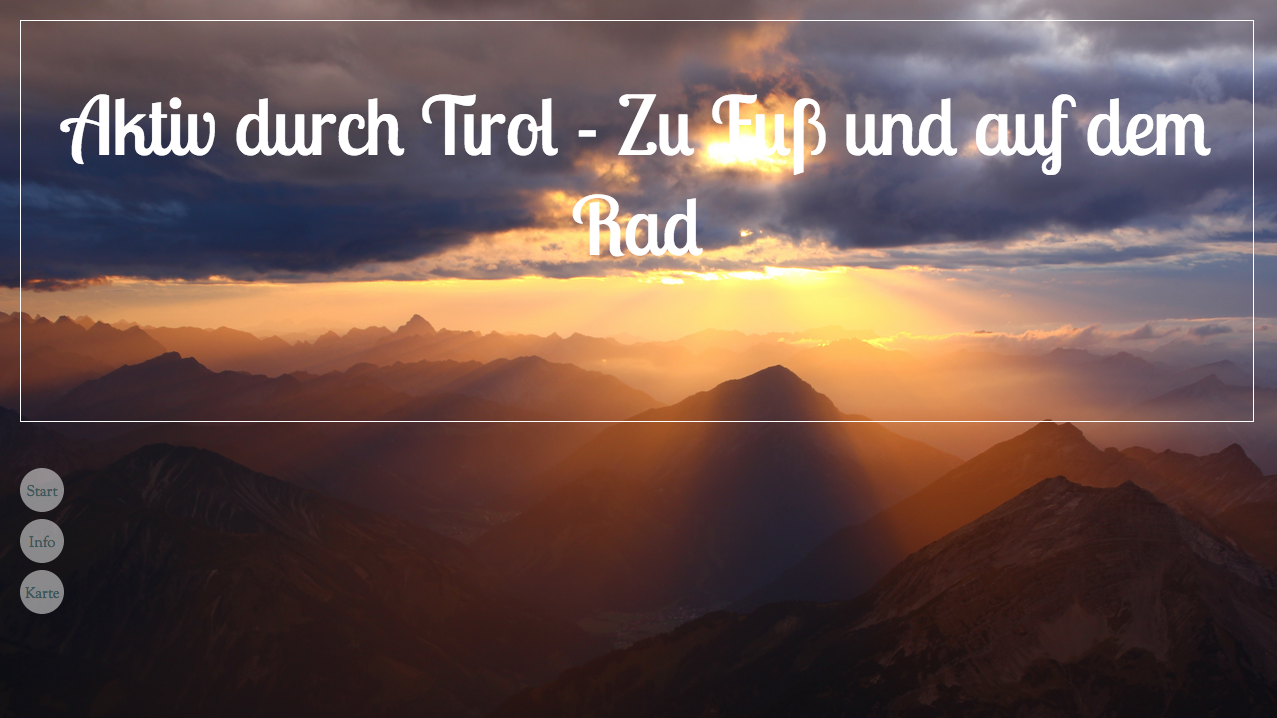 Aktiv durch Tirol - Zu Fuß und auf dem
Rad
Start
Info
Karte